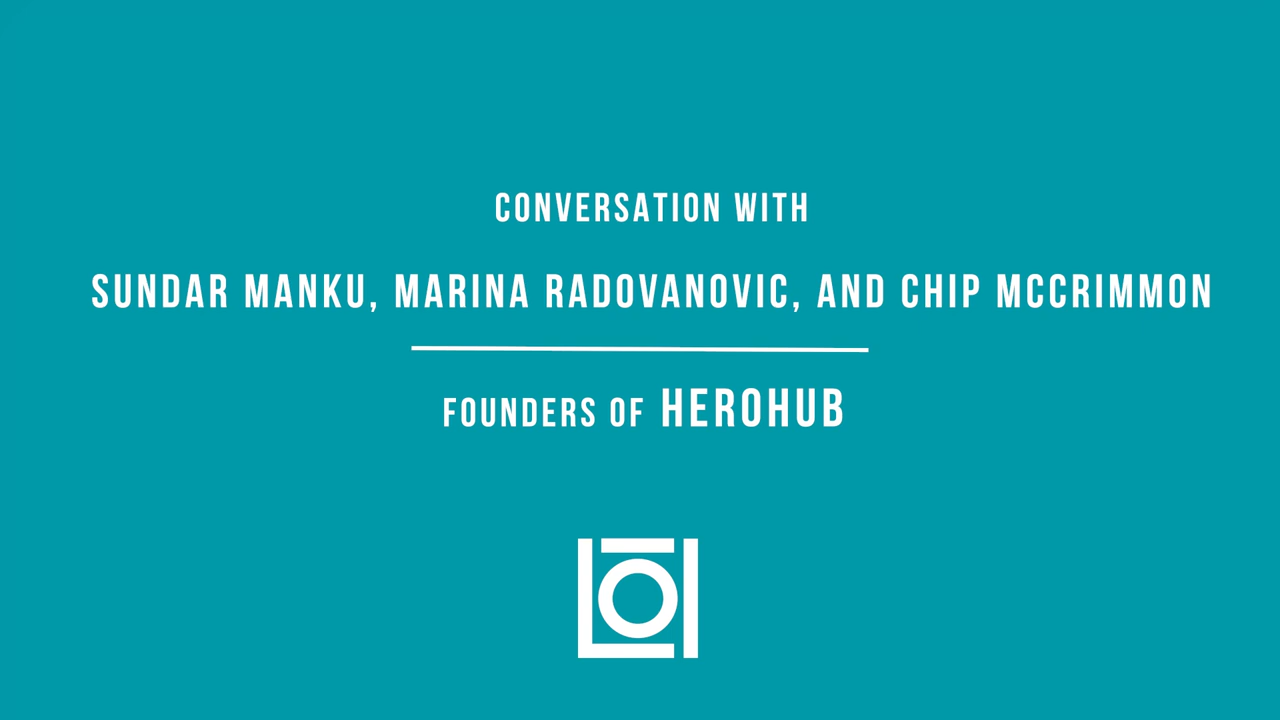 CONVERSATION WITH
SUNDAR MANKU, MARINA RADOVANOVIC, AND CHIP MCCRIMMON
FOUNDERS OF HEROHUB